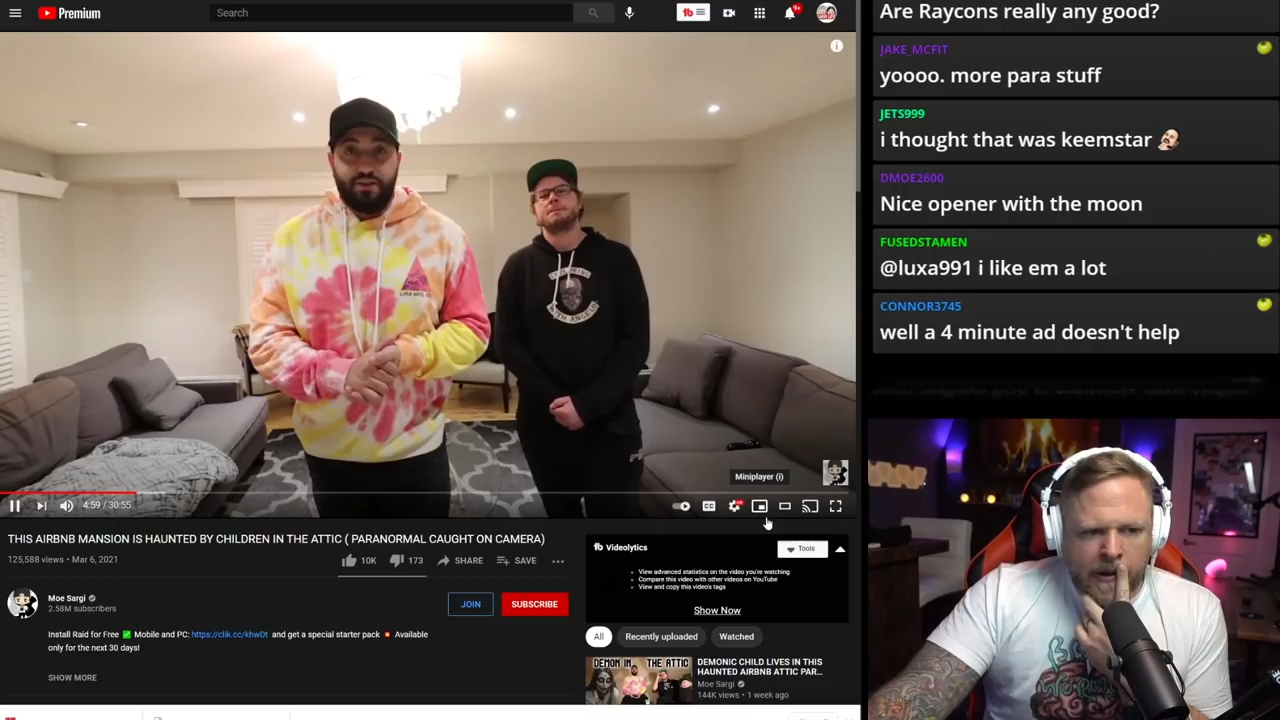 Premium
Search
9+
Miniplayer (i)
4:59 / 30:55
THIS AIRBNB MANSION IS HAUNTED BY CHILDREN IN THE ATTIC ( PARANORMAL CAUGHT ON CAMERA)
125,588 views • Mar 6, 2021
10K
173
SHARE
SAVE
Moe Sargi
2.58M subscribers
JOIN
SUBSCRIBE
Install Raid for Free ✅ Mobile and PC: https://clik.cc/khwDt and get a special starter pack 💥 Available
only for the next 30 days!
SHOW MORE
Videolytics
Tools
View advanced statistics on the video you're watching
Compare this video with other videos on YouTube
View and copy this video's tags
Show Now
All
Recently uploaded
Watched
DEMON IN THE ATTIC
DEMONIC CHILD LIVES IN THIS
HAUNTED AIRBNB ATTIC PAR...
Moe Sargi
144K views • 1 week ago
Are Raycons really any good?
JAKE_MCFIT
yoooo. more para stuff
JETS999
i thought that was keemstar
DMOE2600
Nice opener with the moon
FUSEDSTAMEN
@luxa991 i like em a lot
CONNOR3745
well a 4 minute ad doesn't help